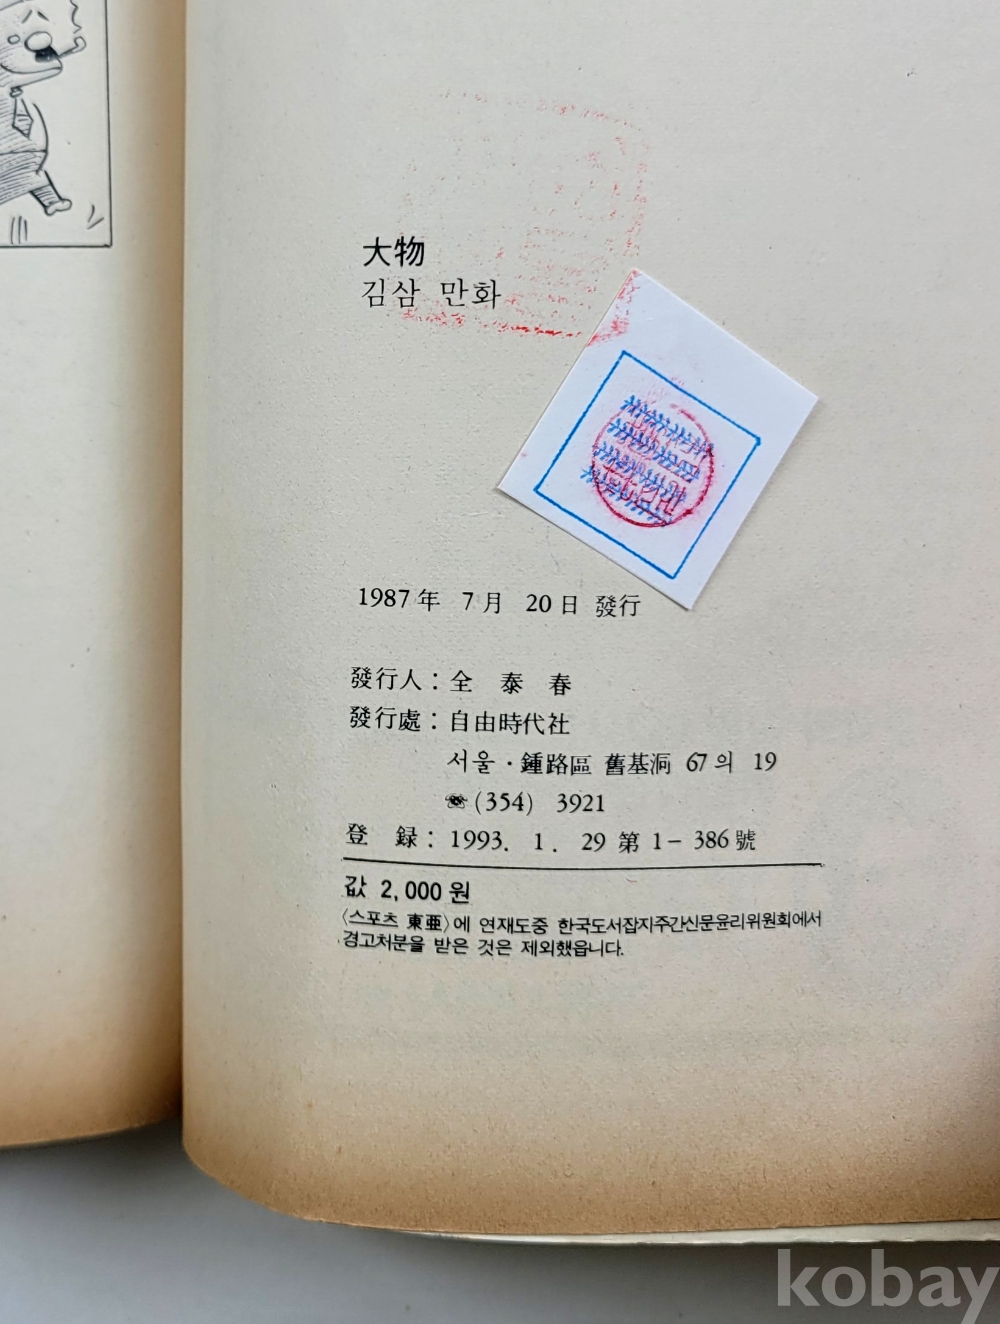 大物
김삼 만화
1987年 7月 20日 發行
發行人 : 全 泰 春
發行處 : 自由時代社
서울 · 鍾路區 舊基洞 67의 19
☏ (354) 3921
登 録 : 1993. 1. 29 第 1- 386號
값 2,000원
〈스포츠 東亜〉에 연재도중 한국도서잡지주간신문윤리위원회에서
경고처분을 받은 것은 제외했읍니다.
kobay